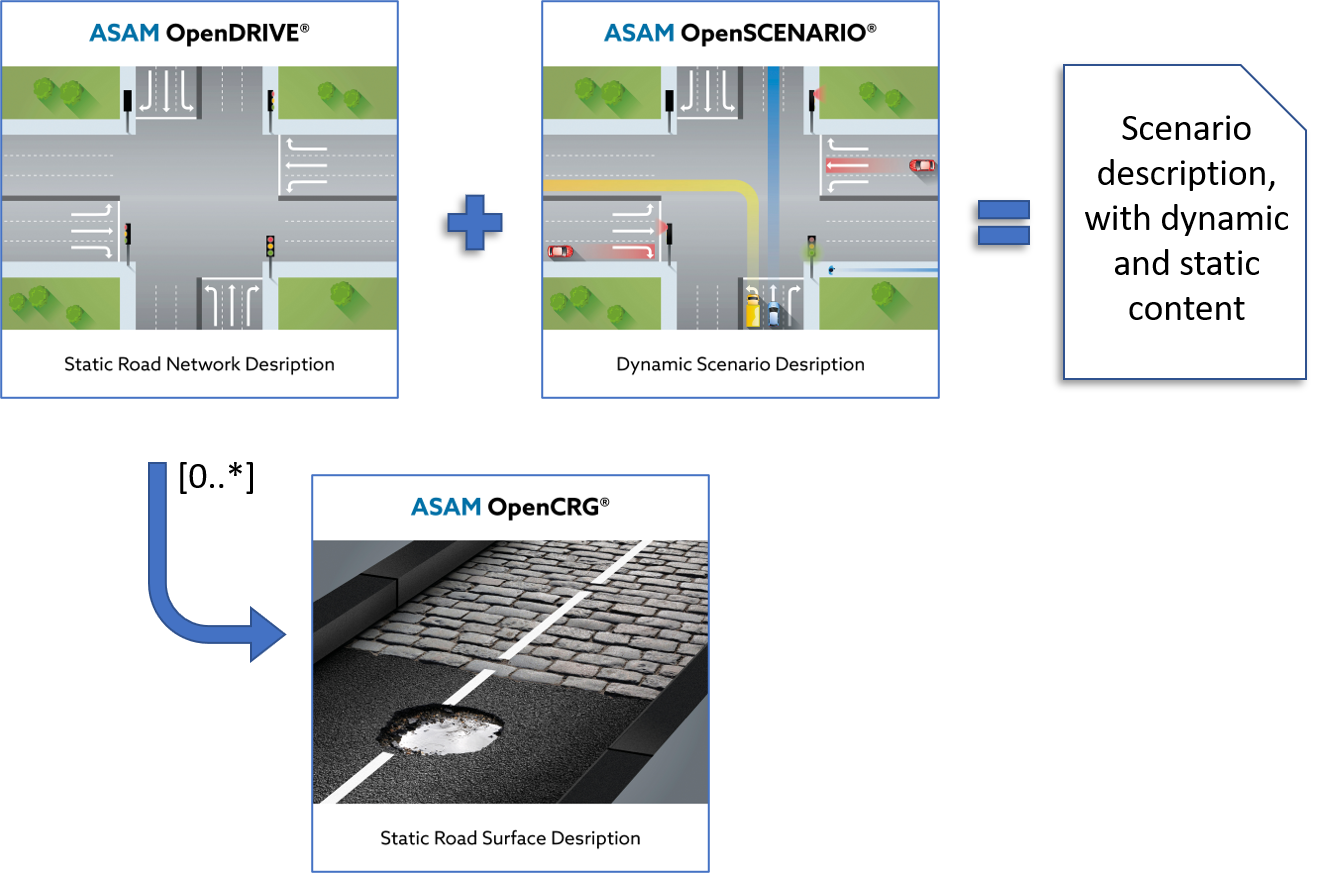 ASAM OpenDRIVE®
ASAM OpenSCENARIO®
Static Road Network Desription
Dynamic Scenario Desription
Scenario
description,
with dynamic
and static
content
[0..*]
ASAM OpenCRG®
Static Road Surface Desription